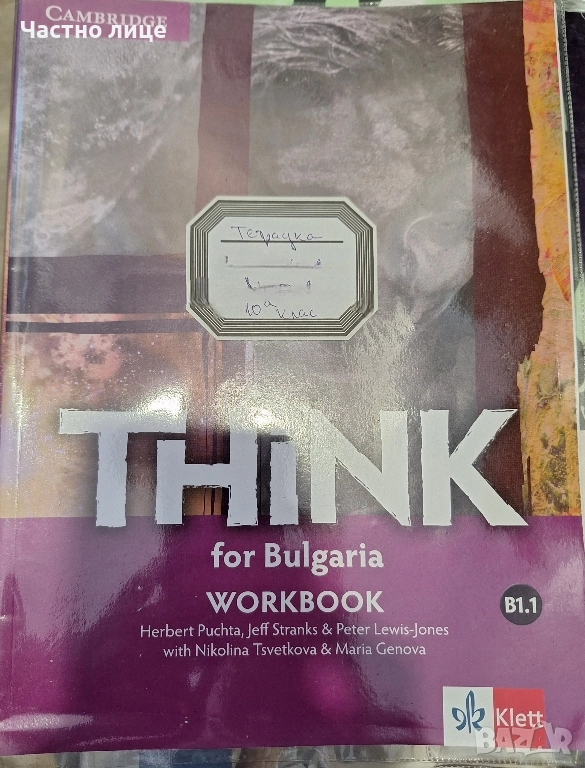 CAMBRIDGE
Частно лице
Тетрадка
10а клас
THiNK
for Bulgaria
WORKBOOK
B1.1
Herbert Puchta, Jeff Stranks & Peter Lewis-Jones
with Nikolina Tsvetkova & Maria Genova
Klett
BAZAR